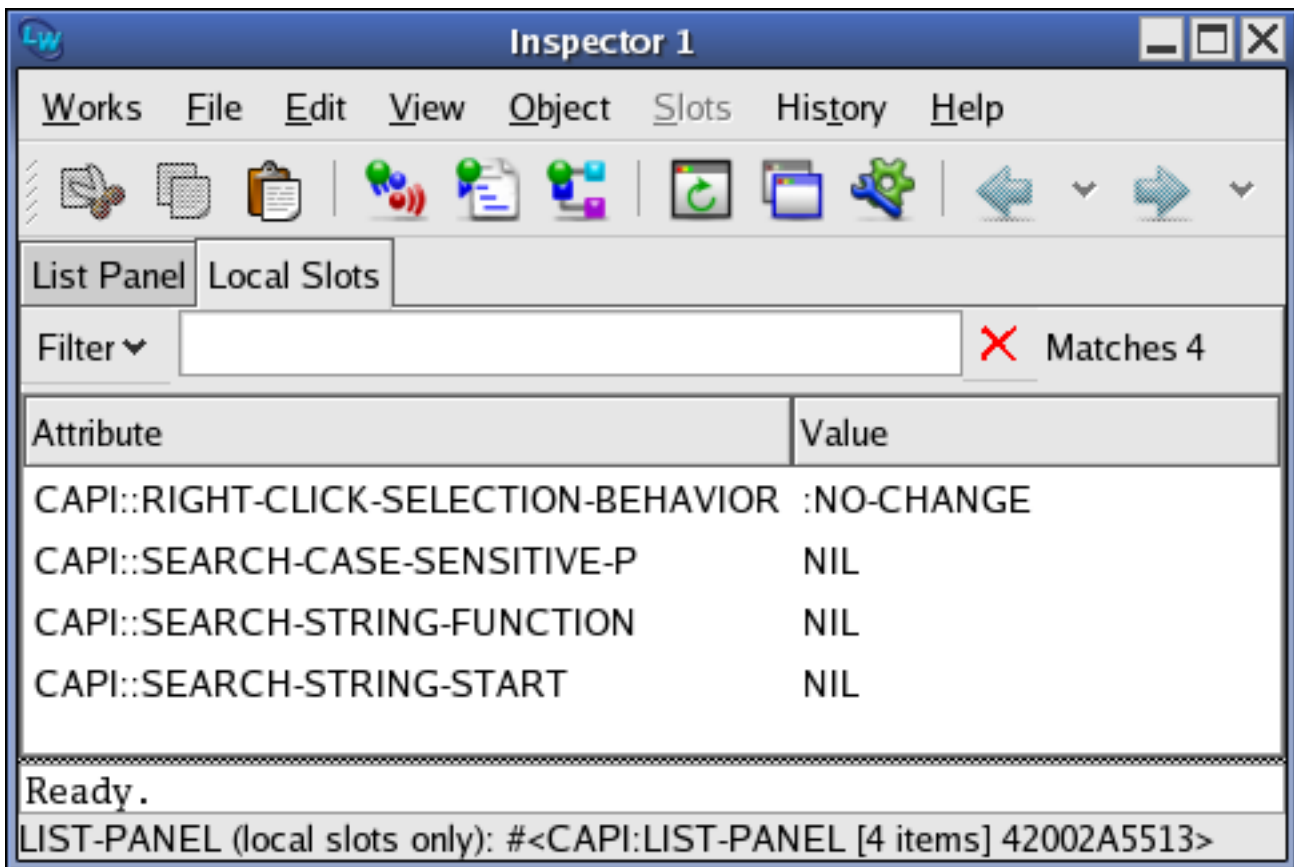 LW Inspector 1
Works File Edit View Object Slots History Help
List Panel Local Slots
Filter Matches 4
Attribute Value
CAPI::RIGHT-CLICK-SELECTION-BEHAVIOR :NO-CHANGE
CAPI::SEARCH-CASE-SENSITIVE-P NIL
CAPI::SEARCH-STRING-FUNCTION NIL
CAPI::SEARCH-STRING-START NIL
Ready.
LIST-PANEL (local slots only): #<CAPI:LIST-PANEL [4 items] 42002A5513>